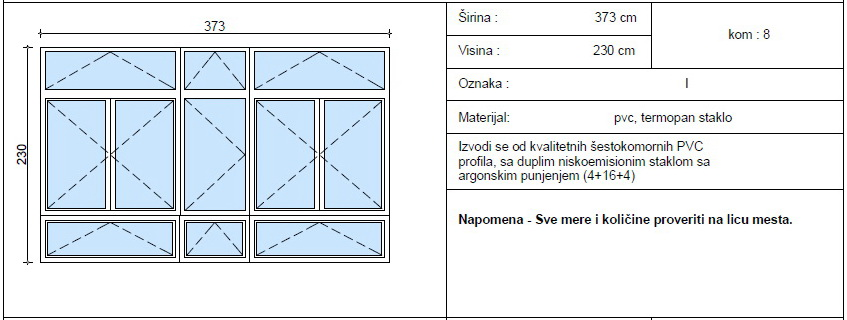 373
230
Širina : 373 cm
kom : 8
Visina : 230 cm
Oznaka : I
Materijal: pvc, termopan staklo
Izvodi se od kvalitetnih šestokomornih PVC
profila, sa duplim niskoemisionim staklom sa
argonskim punjenjem (4+16+4)
Napomena - Sve mere i količine proveriti na licu mesta.